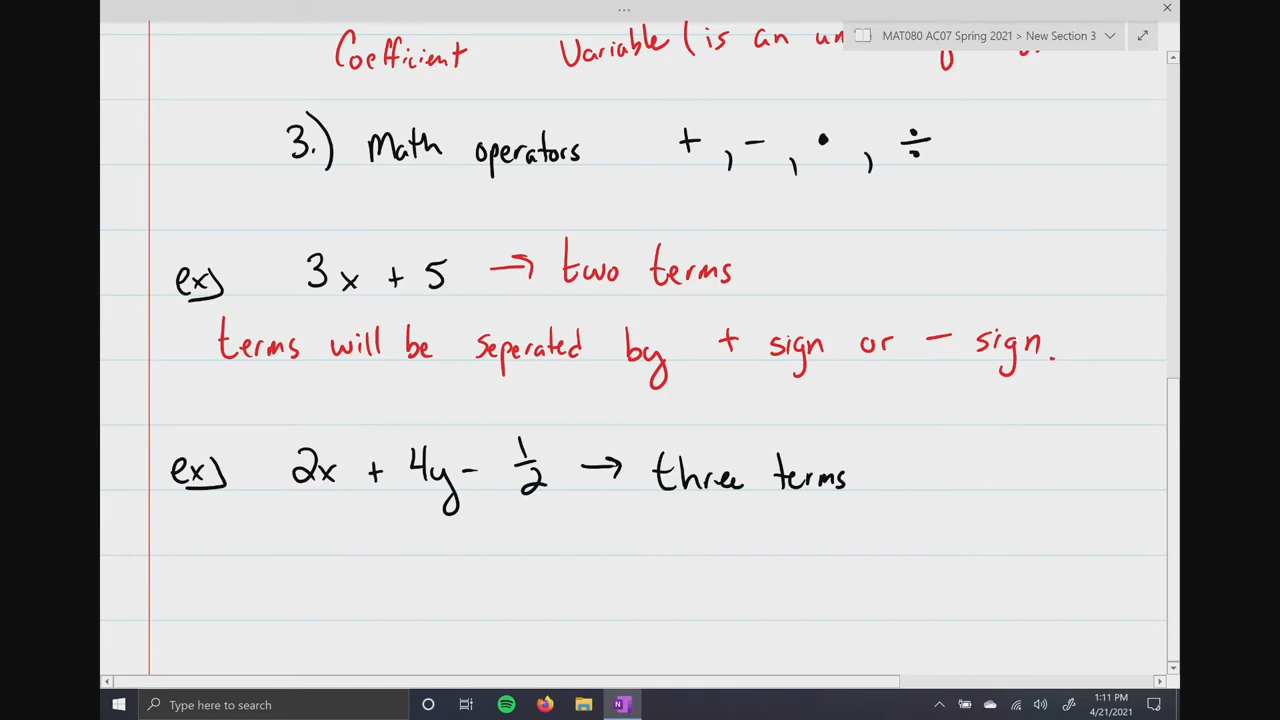 ...
Coefficient Variable ( is an un
MAT080 AC07 Spring 2021 > New Section 3
3.) Math operators + , - , • , ÷
ex) 3x + 5 → two terms
terms will be seperated by + sign or - sign.
ex) 2x + 4y - 1/2 → three terms
Type here to search
1:11 PM
4/21/2021